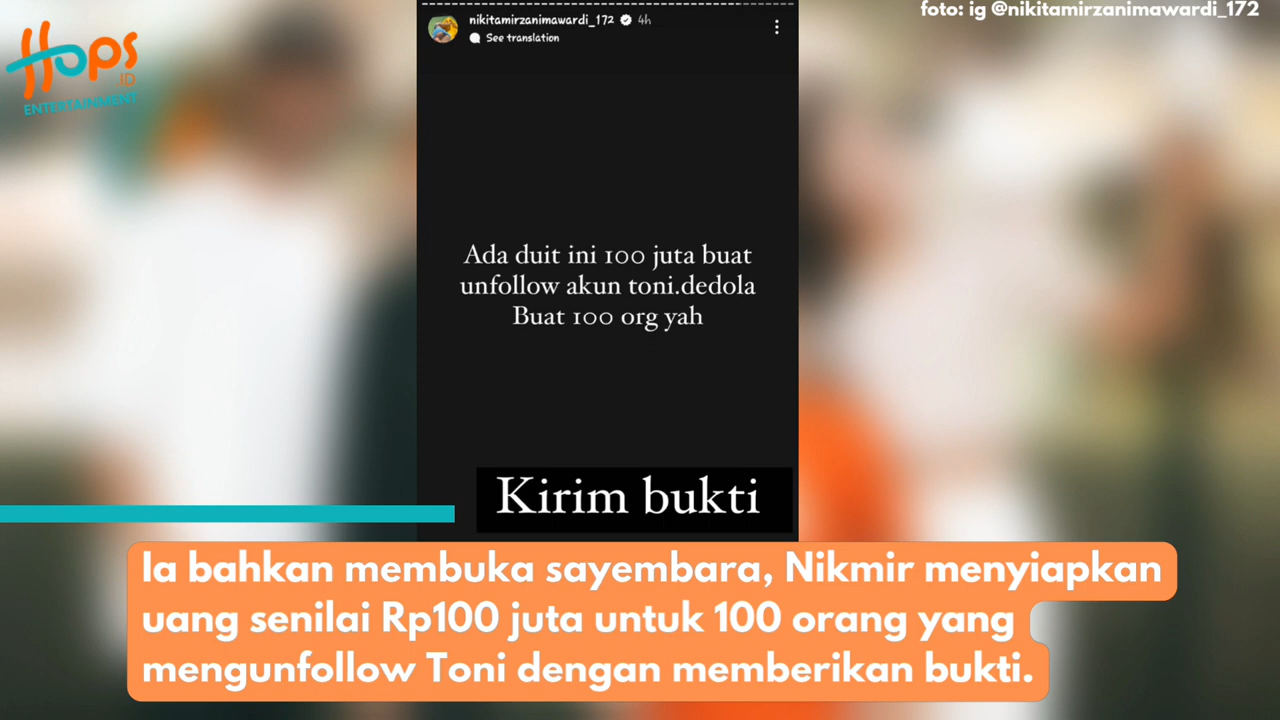 foto: ig @nikitamirzanimawardi_172
Hops
.ID
ENTERTAINMENT
nikitamirzanimawardi_172 4h
See translation
Ada duit ini 100 juta buat
unfollow akun toni.dedola
Buat 100 org yah
Kirim bukti
Ia bahkan membuka sayembara, Nikmir menyiapkan
uang senilai Rp100 juta untuk 100 orang yang
mengunfollow Toni dengan memberikan bukti.